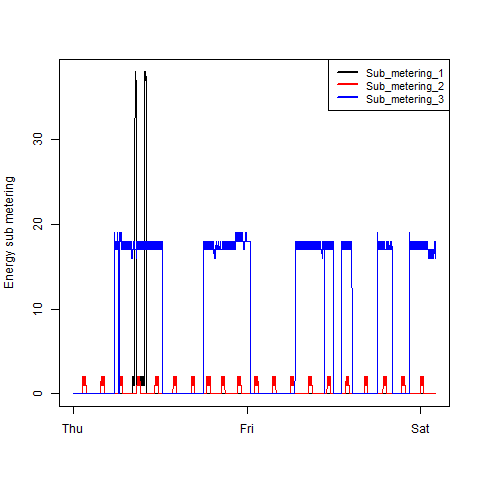 Sub_metering_1
Sub_metering_2
Sub_metering_3
Energy sub metering
30
20
10
0
Thu Fri Sat